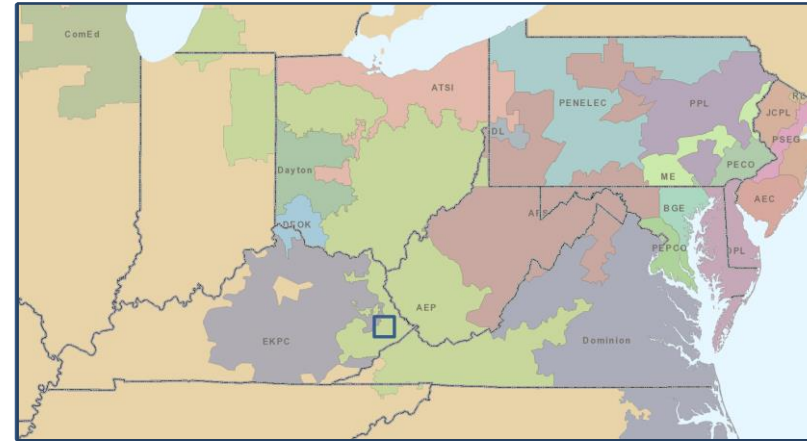 ComEd
ATSI
PENELEC
PPL
JCPL
DL
PSEG
Dayton
ME
PECO
AEC
BGE
DEOK
PEPCO
DPL
AEP
EKPC
Dominion